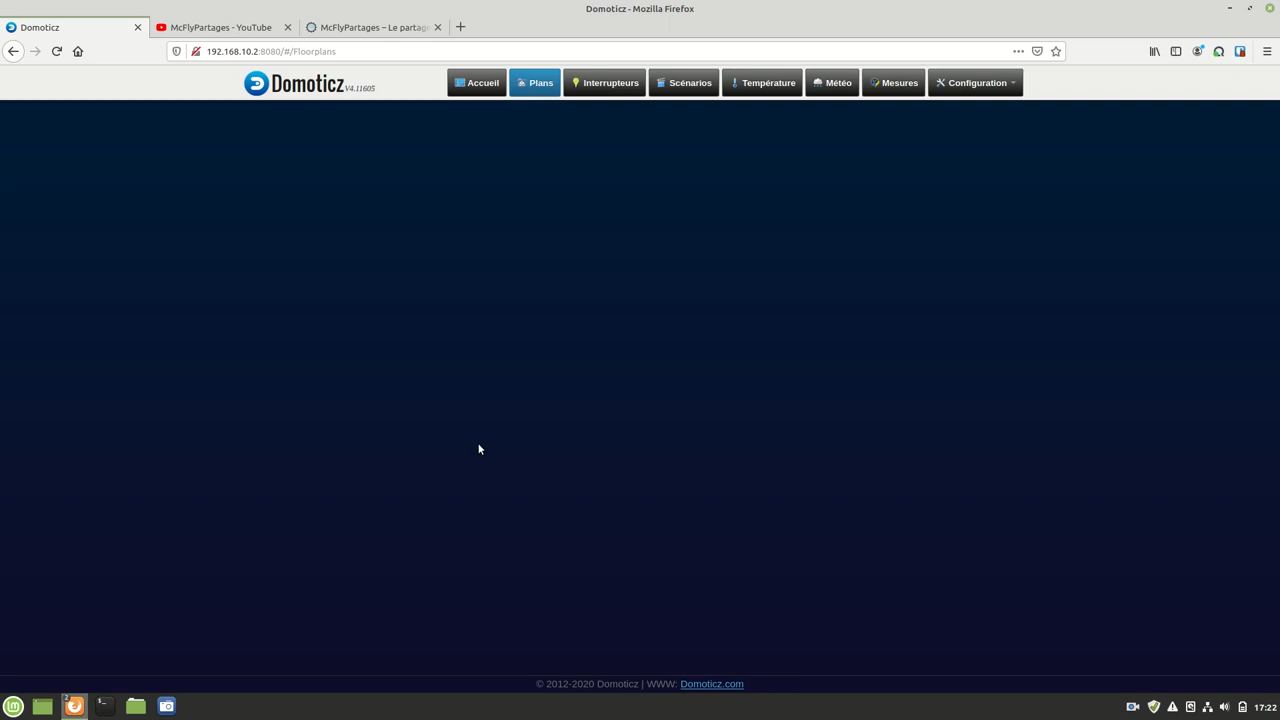 Domoticz - Mozilla Firefox
Domoticz
McFlyPartages - YouTube
McFlyPartages – Le partag
192.168.10.2:8080/#/Floorplans
Domoticz V4.11605
Accueil
Plans
Interrupteurs
Scénarios
Température
Météo
Mesures
Configuration
© 2012-2020 Domoticz | WWW: Domoticz.com
2
17:22